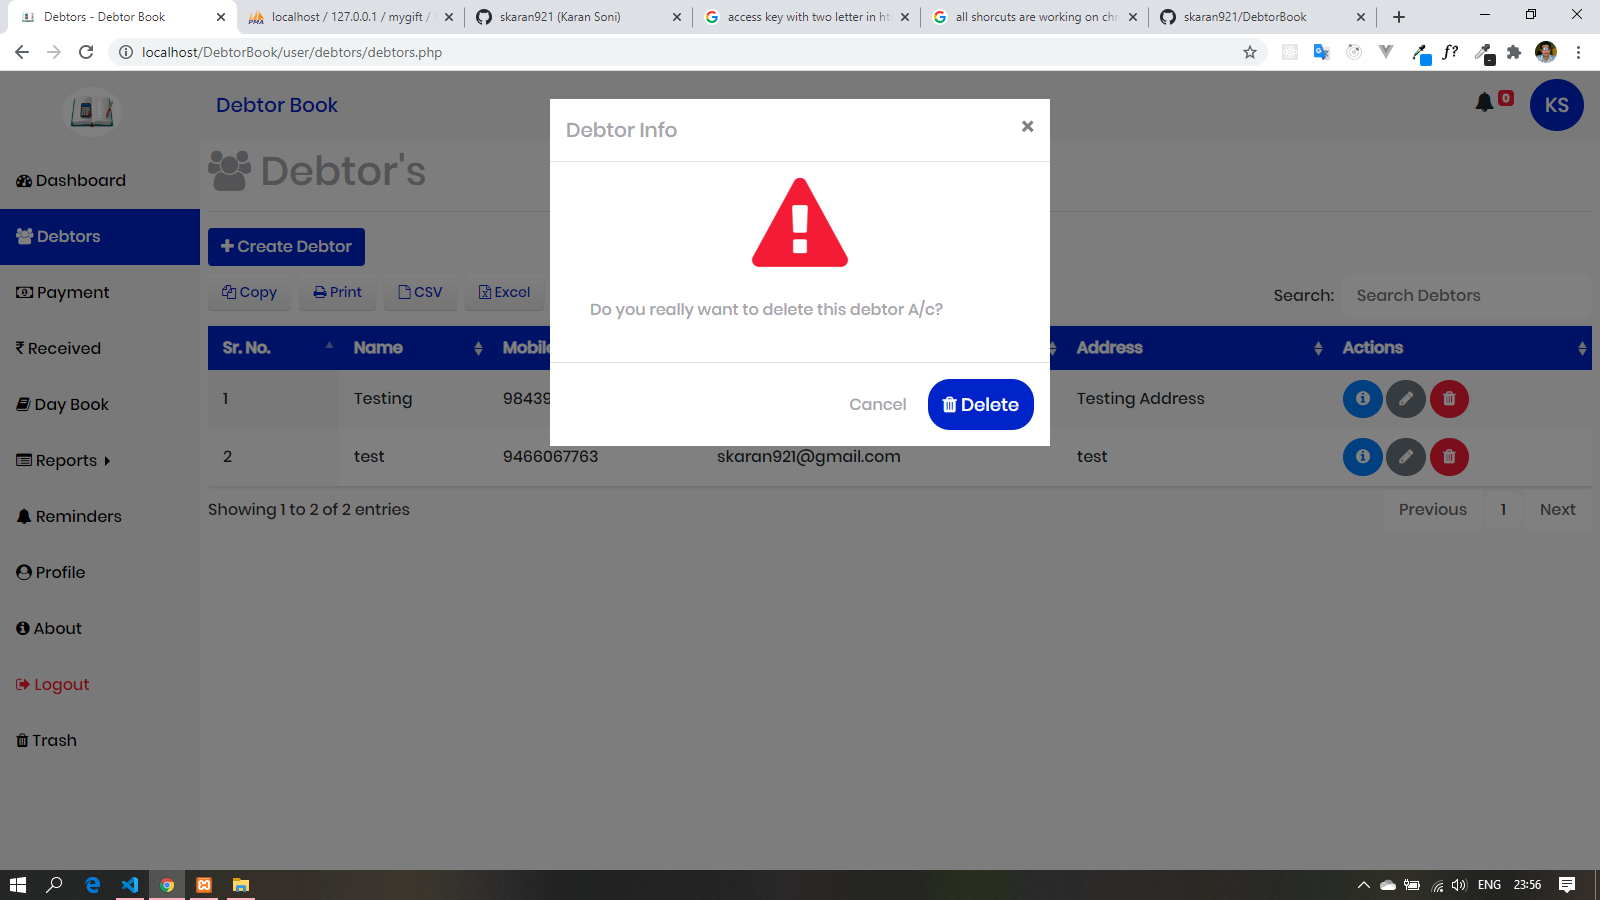 Debtors - Debtor Book
localhost / 127.0.0.1 / mygift /
skaran921 (Karan Soni)
access key with two letter in ht
all shorcuts are working on chr
skaran921/DebtorBook
localhost/DebtorBook/user/debtors/debtors.php
f?
Debtor Book
0
KS
Debtor Info
×
Dashboard
Debtors
Payment
Received
Day Book
Reports
Reminders
Profile
About
Logout
Trash
Debtor's
Create Debtor
Copy
Print
CSV
Excel
Search:
Search Debtors
Do you really want to delete this debtor A/c?
Cancel
Delete
Sr. No.
Name
Address
Actions
1
Testing
98439
Testing Address
2
test
9466067763
skaran921@gmail.com
test
Showing 1 to 2 of 2 entries
Previous
1
Next
ENG
23:56